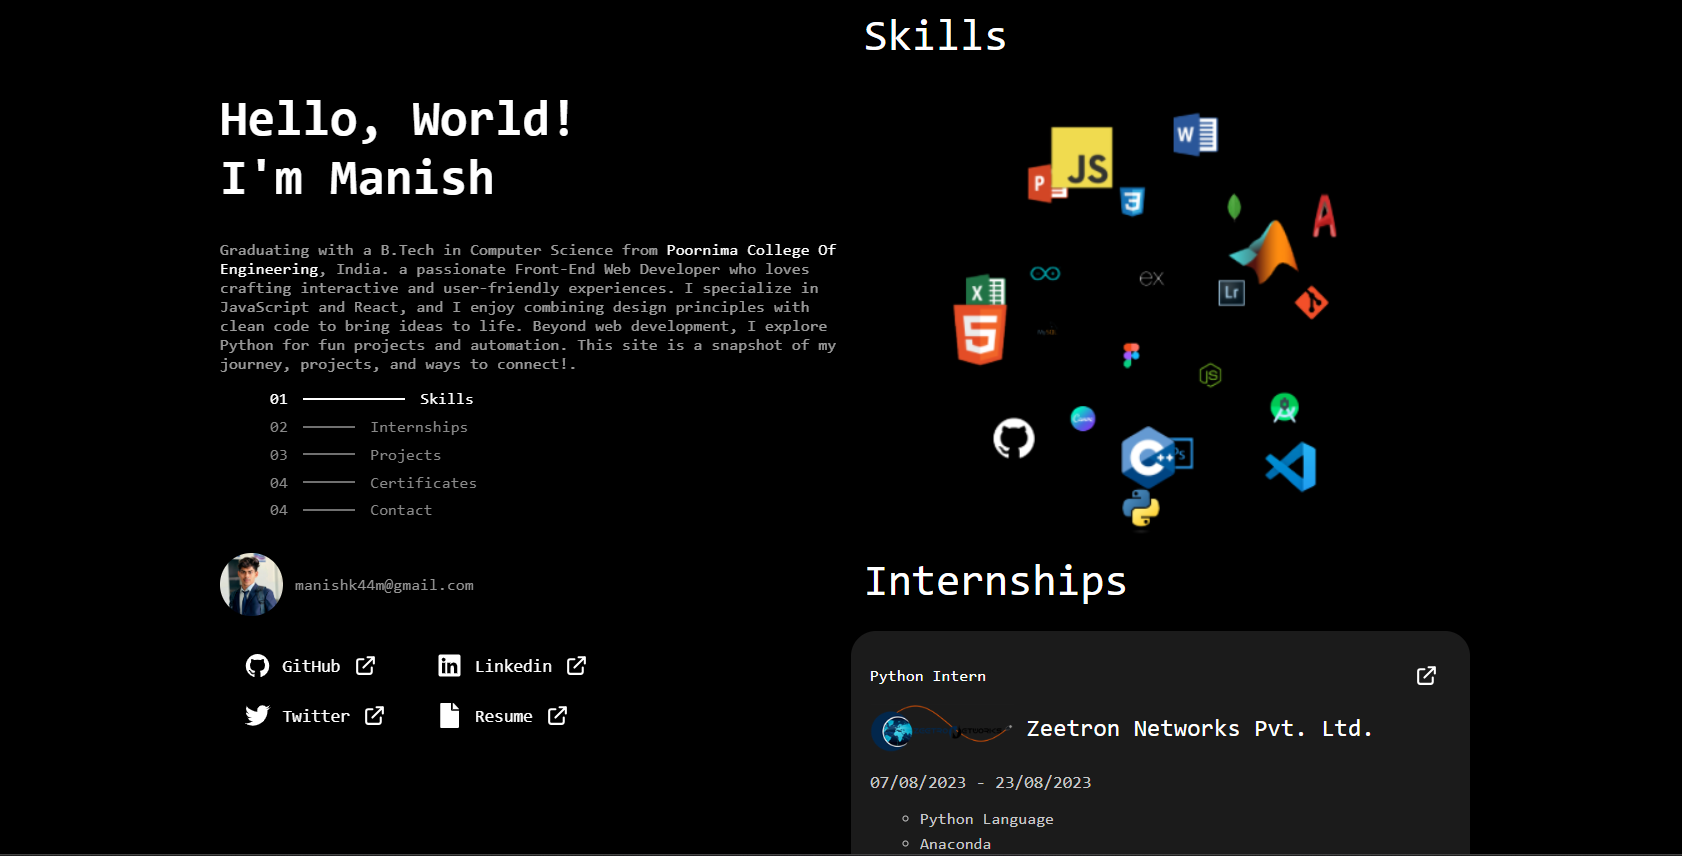 Hello, World!
I'm Manish
Graduating with a B.Tech in Computer Science from Poornima College Of
Engineering, India. a passionate Front-End Web Developer who loves
crafting interactive and user-friendly experiences. I specialize in
JavaScript and React, and I enjoy combining design principles with
clean code to bring ideas to life. Beyond web development, I explore
Python for fun projects and automation. This site is a snapshot of my
journey, projects, and ways to connect!.
01 Skills
02 Internships
03 Projects
04 Certificates
04 Contact
manishk44m@gmail.com
GitHub
Linkedin
Twitter
Resume
Skills
W
P
JS
3
ex
X
Lr
5
JS
Canva
C++
Ps
Internships
Python Intern
Zeetron Networks Pvt. Ltd.
07/08/2023 - 23/08/2023
Python Language
Anaconda